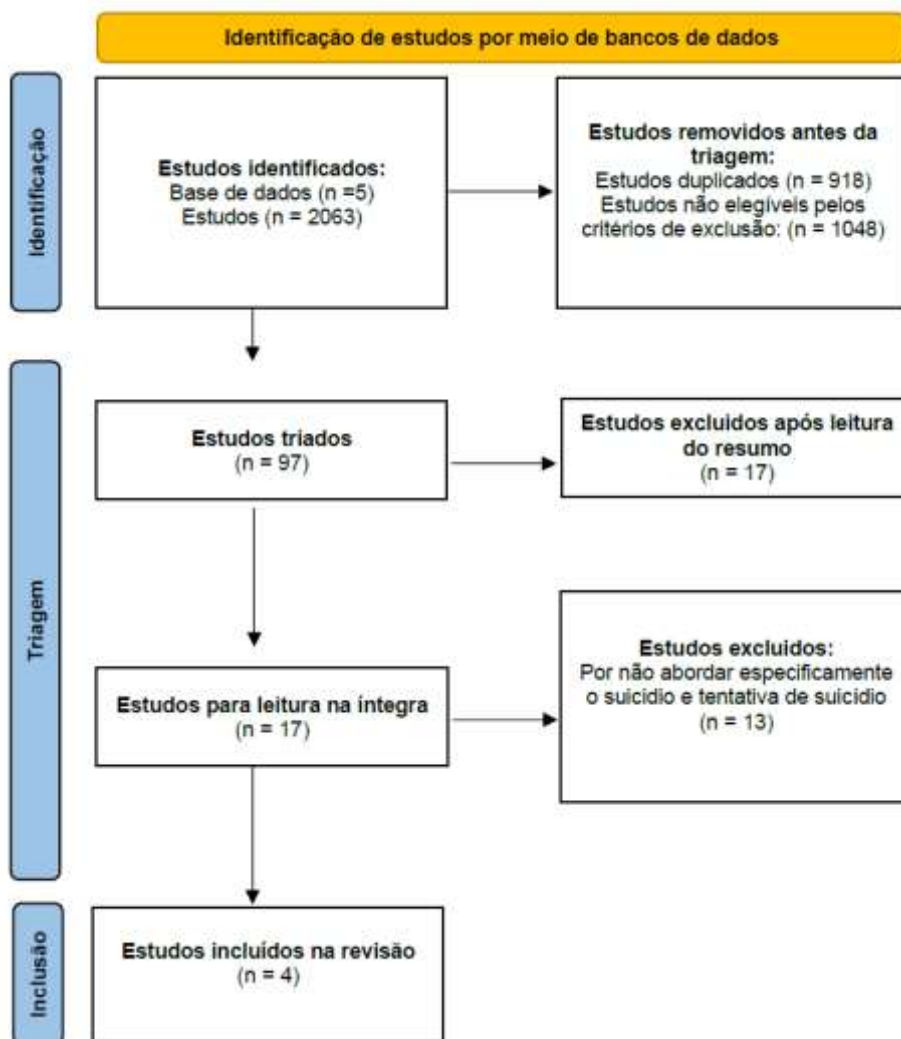 Identificação de estudos por meio de bancos de dados
Identificação
Estudos identificados:
Base de dados (n =5)
Estudos (n = 2063)
Estudos removidos antes da
triagem:
Estudos duplicados (n = 918)
Estudos não elegíveis pelos
critérios de exclusão: (n = 1048)
Triagem
Estudos triados
(n = 97)
Estudos excluidos após leitura
do resumo
(n = 17)
Estudos para leitura na íntegra
(n = 17)
Estudos excluidos:
Por não abordar especificamente
o suicídio e tentativa de suicídio
(n = 13)
Inclusão
Estudos incluídos na revisão
(n = 4)